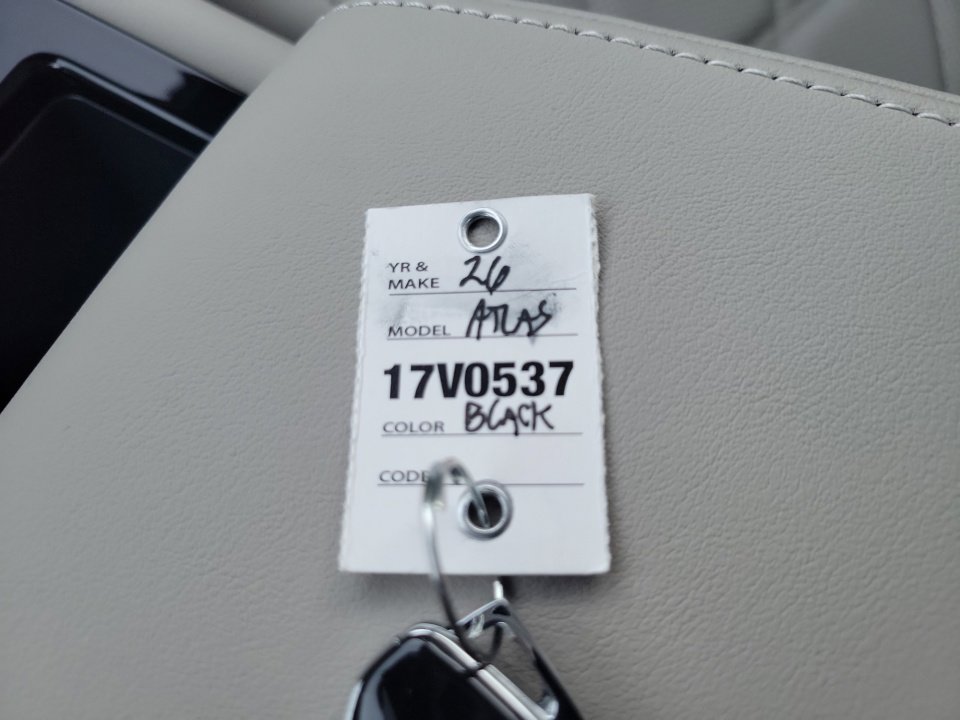 YR & MAKE 26
MODEL ATLAS
17V0537
COLOR BLACK
CODE